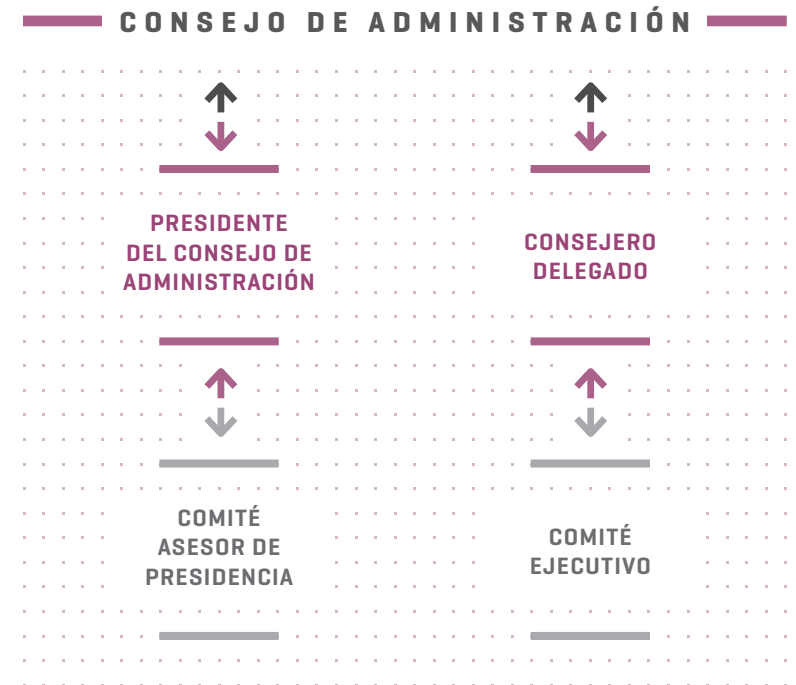 CONSEJO DE ADMINISTRACIÓN
PRESIDENTE
DEL CONSEJO DE
ADMINISTRACIÓN
CONSEJERO
DELEGADO
COMITÉ
ASESOR DE
PRESIDENCIA
COMITÉ
EJECUTIVO